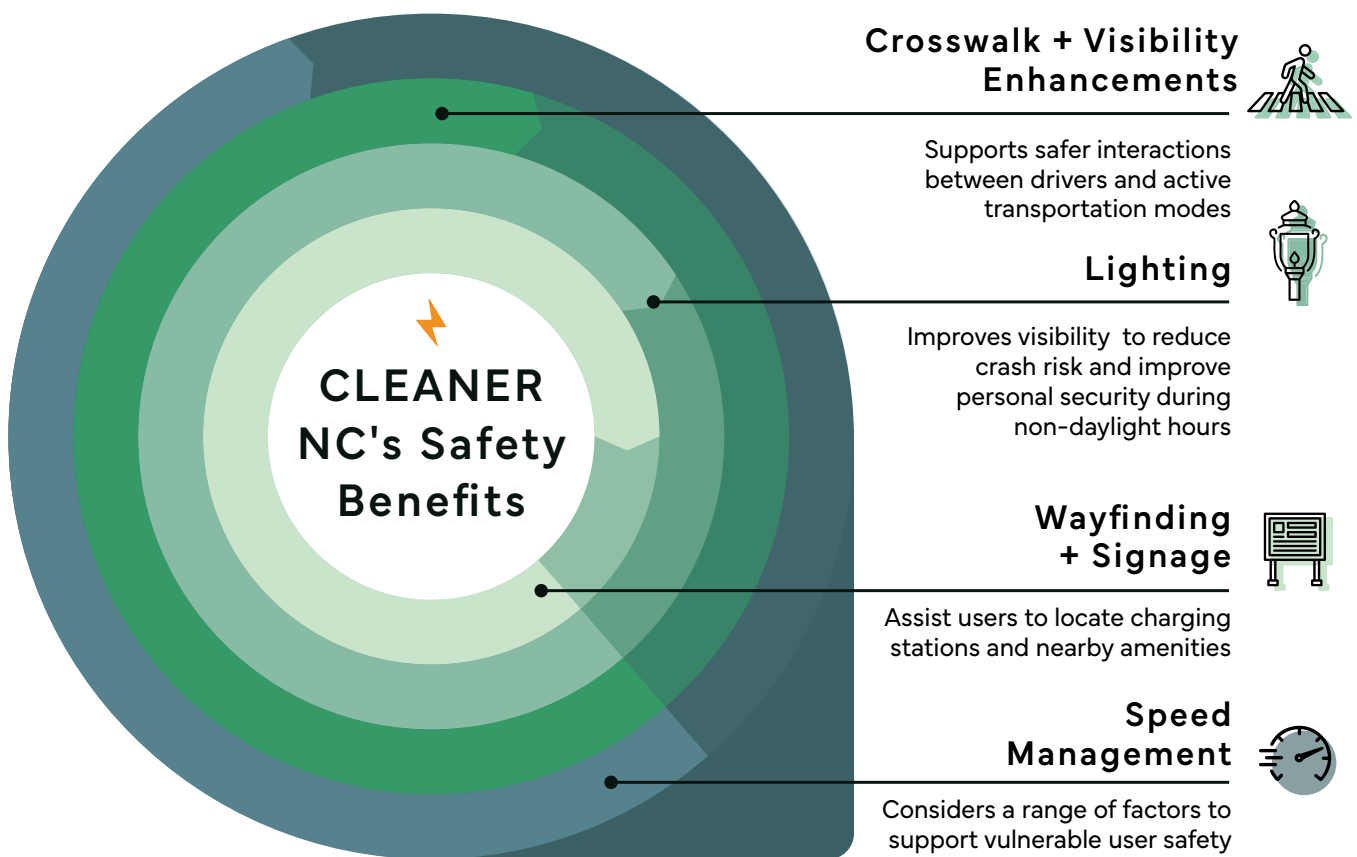 CLEANER
NC's Safety
Benefits
Crosswalk + Visibility
Enhancements
Supports safer interactions
between drivers and active
transportation modes
Lighting
Improves visibility to reduce
crash risk and improve
personal security during
non-daylight hours
Wayfinding
+ Signage
Assist users to locate charging
stations and nearby amenities
Speed
Management
Considers a range of factors to
support vulnerable user safety